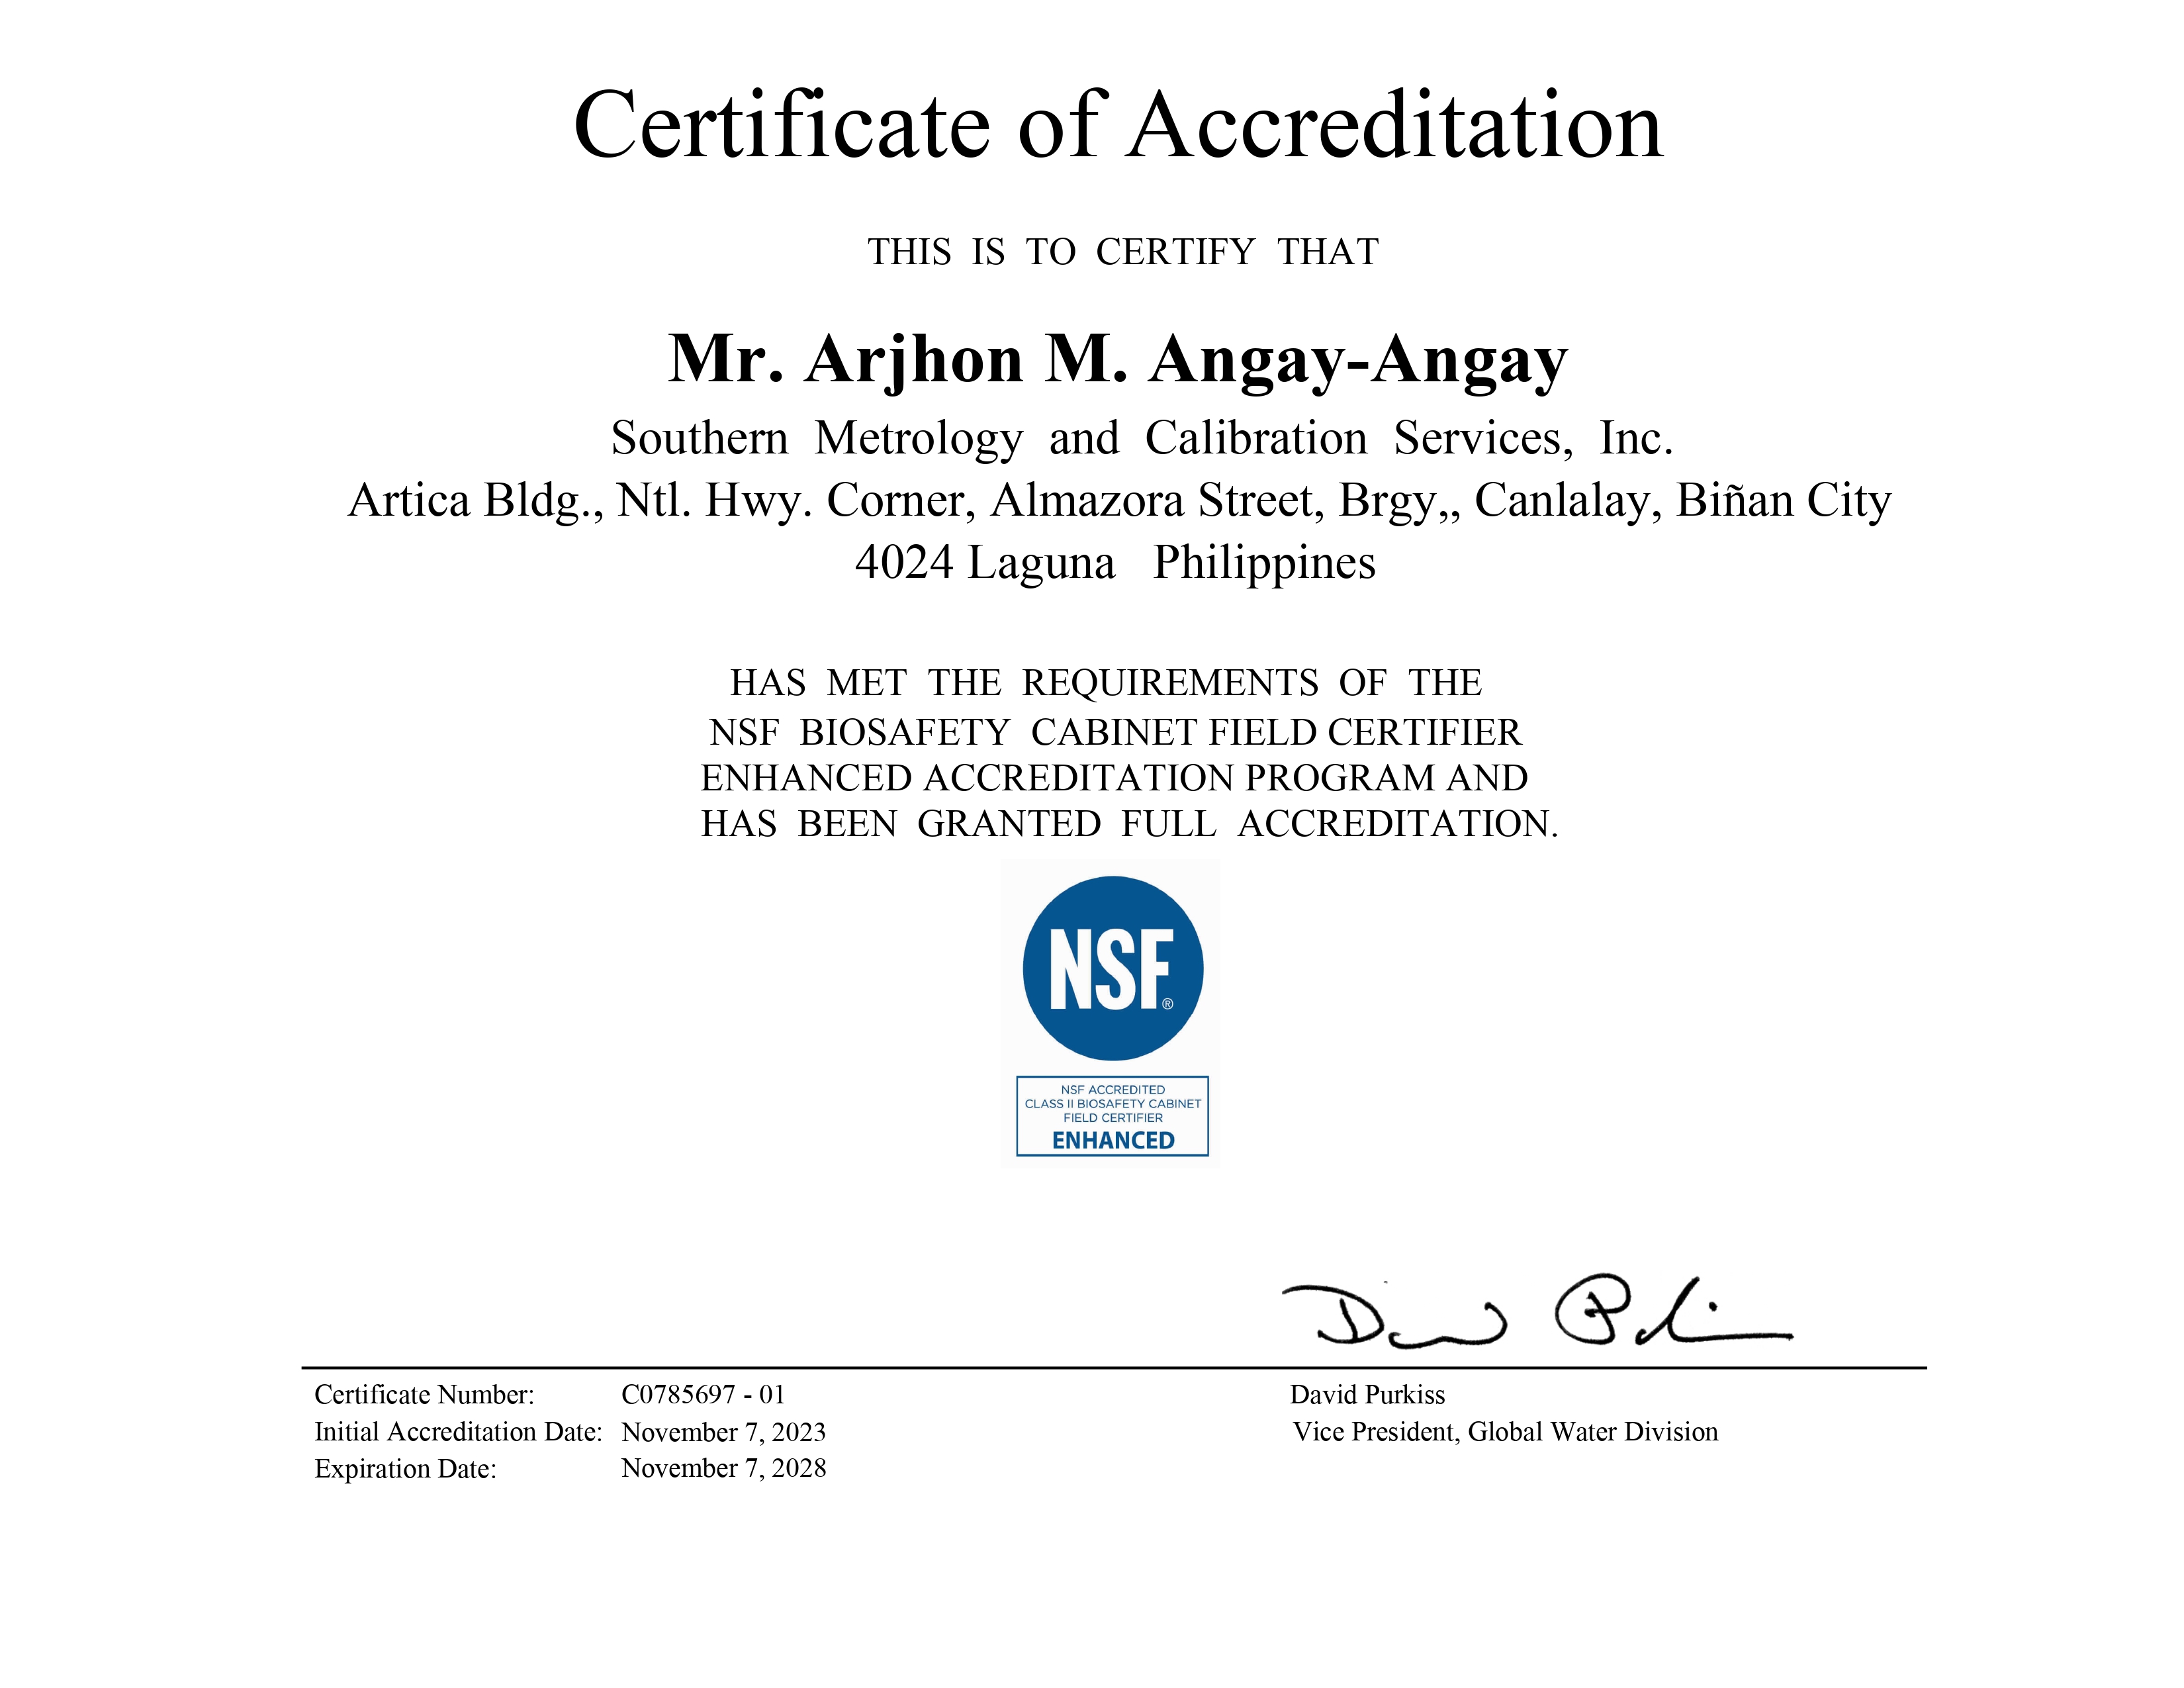 Certificate of Accreditation
THIS IS TO CERTIFY THAT
Mr. Arjhon M. Angay-Angay
Southern Metrology and Calibration Services, Inc.
Artica Bldg., Ntl. Hwy. Corner, Almazora Street, Brgy,, Canlalay, Biñan City
4024 Laguna Philippines
HAS MET THE REQUIREMENTS OF THE
NSF BIOSAFETY CABINET FIELD CERTIFIER
ENHANCED ACCREDITATION PROGRAM AND
HAS BEEN GRANTED FULL ACCREDITATION.
NSF®
NSF ACCREDITED
CLASS II BIOSAFETY CABINET
FIELD CERTIFIER
ENHANCED
Certificate Number: C0785697 - 01
Initial Accreditation Date: November 7, 2023
Expiration Date: November 7, 2028
David Purkiss
Vice President, Global Water Division